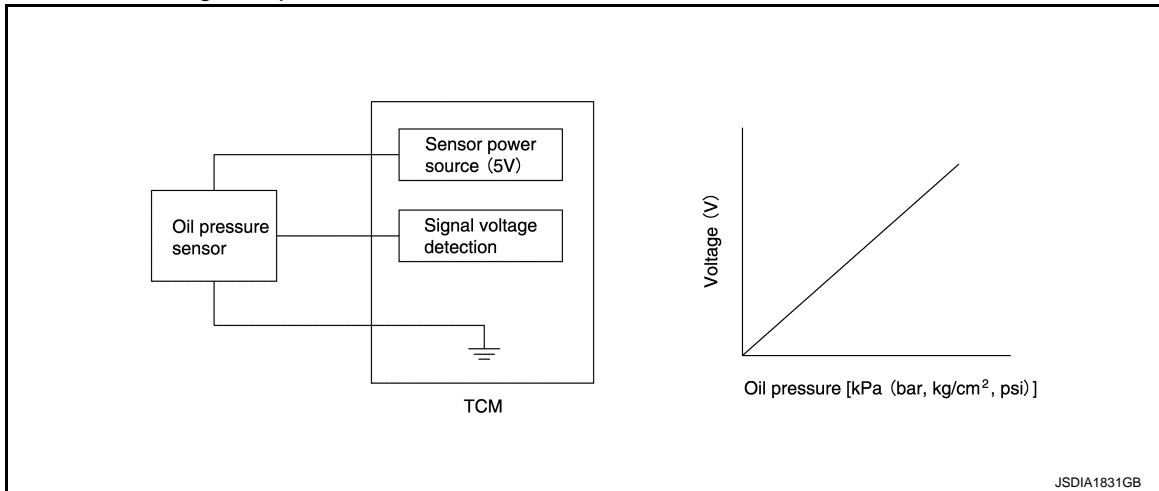 Sensor power
source (5V)
Oil pressure
sensor
Signal voltage
detection
TCM
Voltage (V)
Oil pressure [kPa (bar, kg/cm², psi)]
JSDIA1831GB